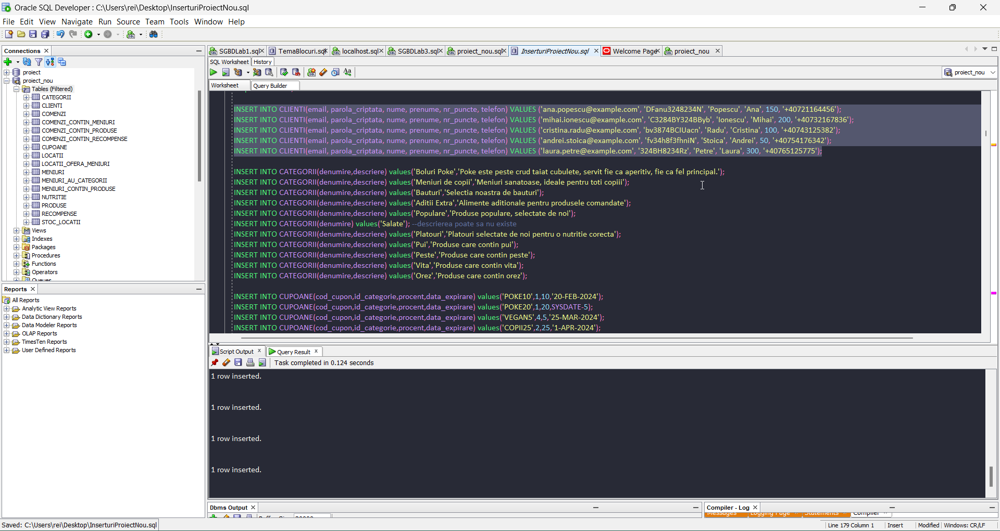 Oracle SQL Developer : C:\Users\rei\Desktop\InserturiProiectNou.sql
File Edit View Navigate Run Source Team Tools Window Help
Connections
proiect
proiect_nou
Tables (Filtered)
CATEGORII
CLIENTI
COMENZI
COMENZI_CONTIN_MENIURI
COMENZI_CONTIN_PRODUSE
COMENZI_CONTIN_RECOMPENSE
CUPOANE
LOCATII
LOCATII_OFERA_MENIURI
MENIURI
MENIURI_AU_CATEGORII
MENIURI_CONTIN_PRODUSE
NUTRITIE
PRODUSE
RECOMPENSE
STOC_LOCATII
Views
Indexes
Packages
Procedures
Functions
Operators
Queues
Reports
All Reports
Analytic View Reports
Data Dictionary Reports
Data Modeler Reports
OLAP Reports
TimesTen Reports
User Defined Reports
SGBDLab1.sql TemaBlocuri.sql localhost.sql SGBDLab3.sql proiect_nou.sql InserturiProiectNou.sql Welcome Page proiect_nou
SQL Worksheet History
proiect_nou
Worksheet Query Builder
INSERT INTO CLIENTI(email, parola_criptata, nume, prenume, nr_puncte, telefon) VALUES ('ana.popescu@example.com', 'DFanu3248234N', 'Popescu', 'Ana', 150, '+40721164456');
INSERT INTO CLIENTI(email, parola_criptata, nume, prenume, nr_puncte, telefon) VALUES ('mihai.ionescu@example.com', 'C3284BY324BByb', 'Ionescu', 'Mihai', 200, '+40732167836');
INSERT INTO CLIENTI(email, parola_criptata, nume, prenume, nr_puncte, telefon) VALUES ('cristina.radu@example.com', 'bv3874BCIUacn', 'Radu', 'Cristina', 100, '+40743125382');
INSERT INTO CLIENTI(email, parola_criptata, nume, prenume, nr_puncte, telefon) VALUES ('andrei.stoica@example.com', 'fv34h8f3fhniN', 'Stoica', 'Andrei', 50, '+40754176342');
INSERT INTO CLIENTI(email, parola_criptata, nume, prenume, nr_puncte, telefon) VALUES ('laura.petre@example.com', '324BH8234Rz', 'Petre', 'Laura', 300, '+40765125775');
INSERT INTO CATEGORII(denumire,descriere) values('Boluri Poke','Poke este peste crud taiat cubulete, servit fie ca aperitiv, fie ca fel principal.');
INSERT INTO CATEGORII(denumire,descriere) values('Meniuri de copii','Meniuri sanatoase, ideale pentru toti copiii');
INSERT INTO CATEGORII(denumire,descriere) values('Bauturi','Selectia noastra de bauturi');
INSERT INTO CATEGORII(denumire,descriere) values('Aditii Extra','Alimente aditionale pentru produsele comandate');
INSERT INTO CATEGORII(denumire,descriere) values('Populare','Produse populare, selectate de noi');
INSERT INTO CATEGORII(denumire) values('Salate'); --descrierea poate sa nu existe
INSERT INTO CATEGORII(denumire,descriere) values('Platouri','Platouri selectate de noi pentru o nutritie corecta');
INSERT INTO CATEGORII(denumire,descriere) values('Pui','Produse care contin pui');
INSERT INTO CATEGORII(denumire,descriere) values('Peste','Produse care contin peste');
INSERT INTO CATEGORII(denumire,descriere) values('Vita','Produse care contin vita');
INSERT INTO CATEGORII(denumire,descriere) values('Orez','Produse care contin orez');
INSERT INTO CUPOANE(cod_cupon,id_categorie,procent,data_expirare) values('POKE10',1,10,'20-FEB-2024');
INSERT INTO CUPOANE(cod_cupon,id_categorie,procent,data_expirare) values('POKE20',1,20,SYSDATE-5);
INSERT INTO CUPOANE(cod_cupon,id_categorie,procent,data_expirare) values('VEGAN5',4,5,'25-MAR-2024');
INSERT INTO CUPOANE(cod_cupon,id_categorie,procent,data_expirare) values('COPII25',2,25,'1-APR-2024');
Script Output Query Result
Task completed in 0.124 seconds
1 row inserted.
1 row inserted.
1 row inserted.
1 row inserted.
Dbms Output
Compiler - Log
Messages Logging Page Statements Compiler
Saved: C:\Users\rei\Desktop\InserturiProiectNou.sql
Line 179 Column 1 Insert Modified Windows: CR/LF